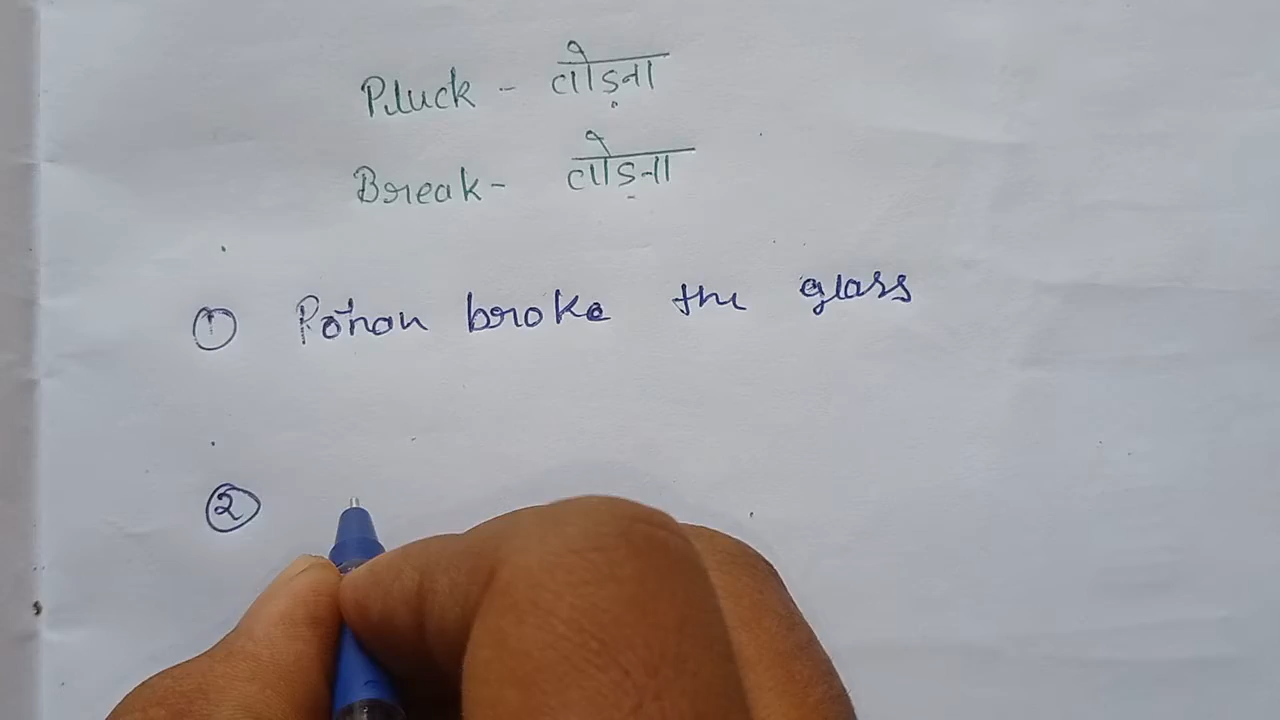 Pluck - तोड़ना
Break - तोड़ना
① Rohan broke the glass
②